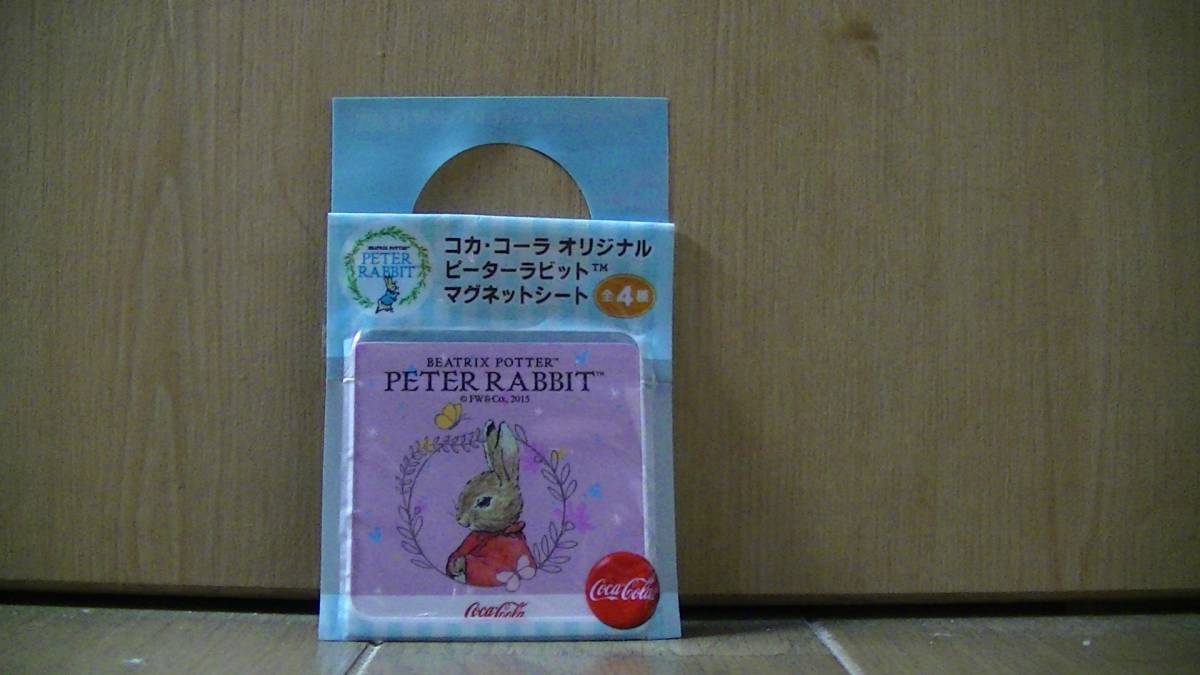 BEATRIX POTTER™
PETER
RABBIT™
コカ・コーラ オリジナル
ピーターラビット™
マグネットシート
全4種
BEATRIX POTTER™
PETER RABBIT™
© FW & Co., 2015
Coca-Cola
Coca-Cola